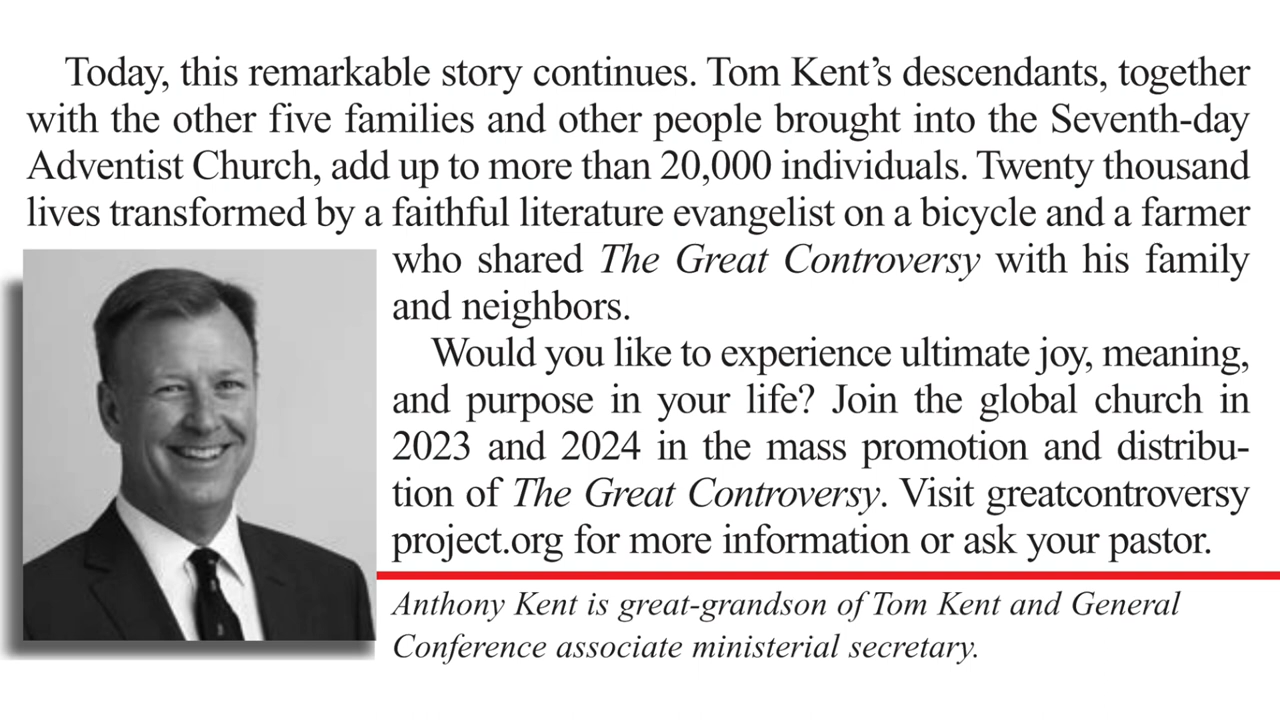 Today, this remarkable story continues. Tom Kent’s descendants, together
with the other five families and other people brought into the Seventh-day
Adventist Church, add up to more than 20,000 individuals. Twenty thousand
lives transformed by a faithful literature evangelist on a bicycle and a farmer
who shared The Great Controversy with his family
and neighbors.
Would you like to experience ultimate joy, meaning,
and purpose in your life? Join the global church in
2023 and 2024 in the mass promotion and distribu-
tion of The Great Controversy. Visit greatcontroversy
project.org for more information or ask your pastor.
Anthony Kent is great-grandson of Tom Kent and General
Conference associate ministerial secretary.